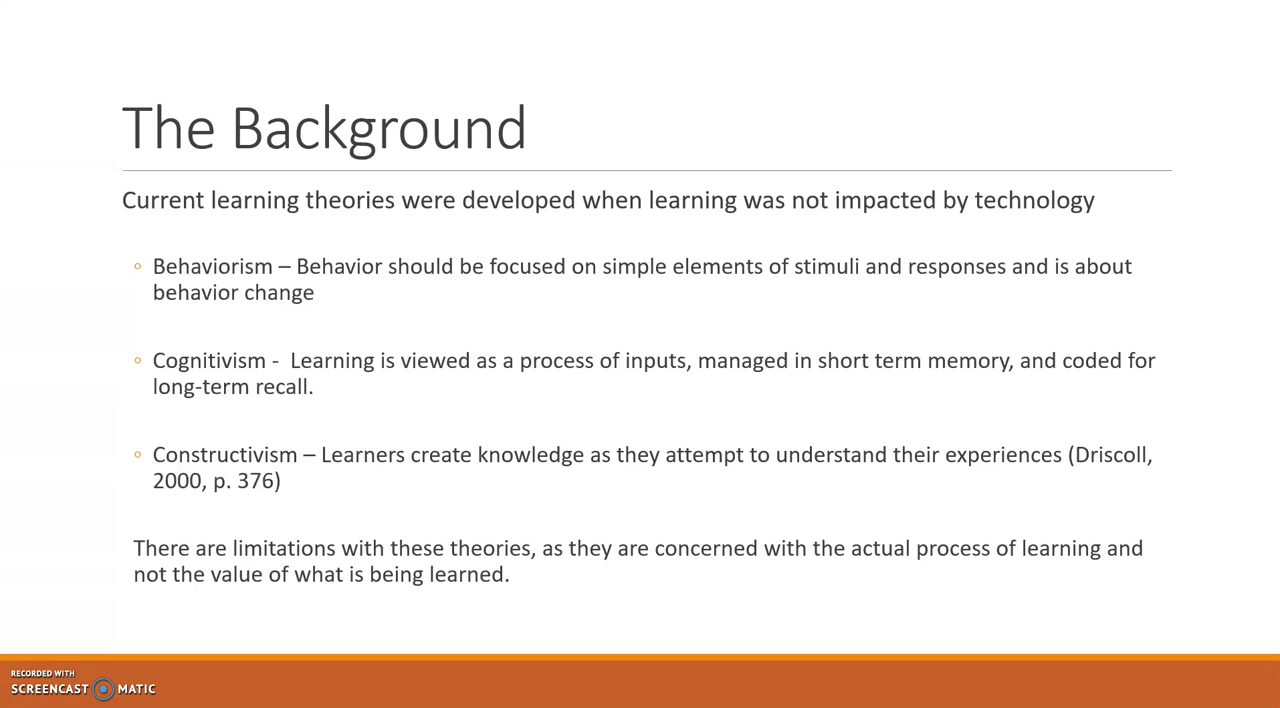 The Background
Current learning theories were developed when learning was not impacted by technology
◦ Behaviorism – Behavior should be focused on simple elements of stimuli and responses and is about
behavior change
◦ Cognitivism -  Learning is viewed as a process of inputs, managed in short term memory, and coded for
long-term recall.
◦ Constructivism – Learners create knowledge as they attempt to understand their experiences (Driscoll,
2000, p. 376)
There are limitations with these theories, as they are concerned with the actual process of learning and
not the value of what is being learned.
RECORDED WITH
SCREENCAST MATIC